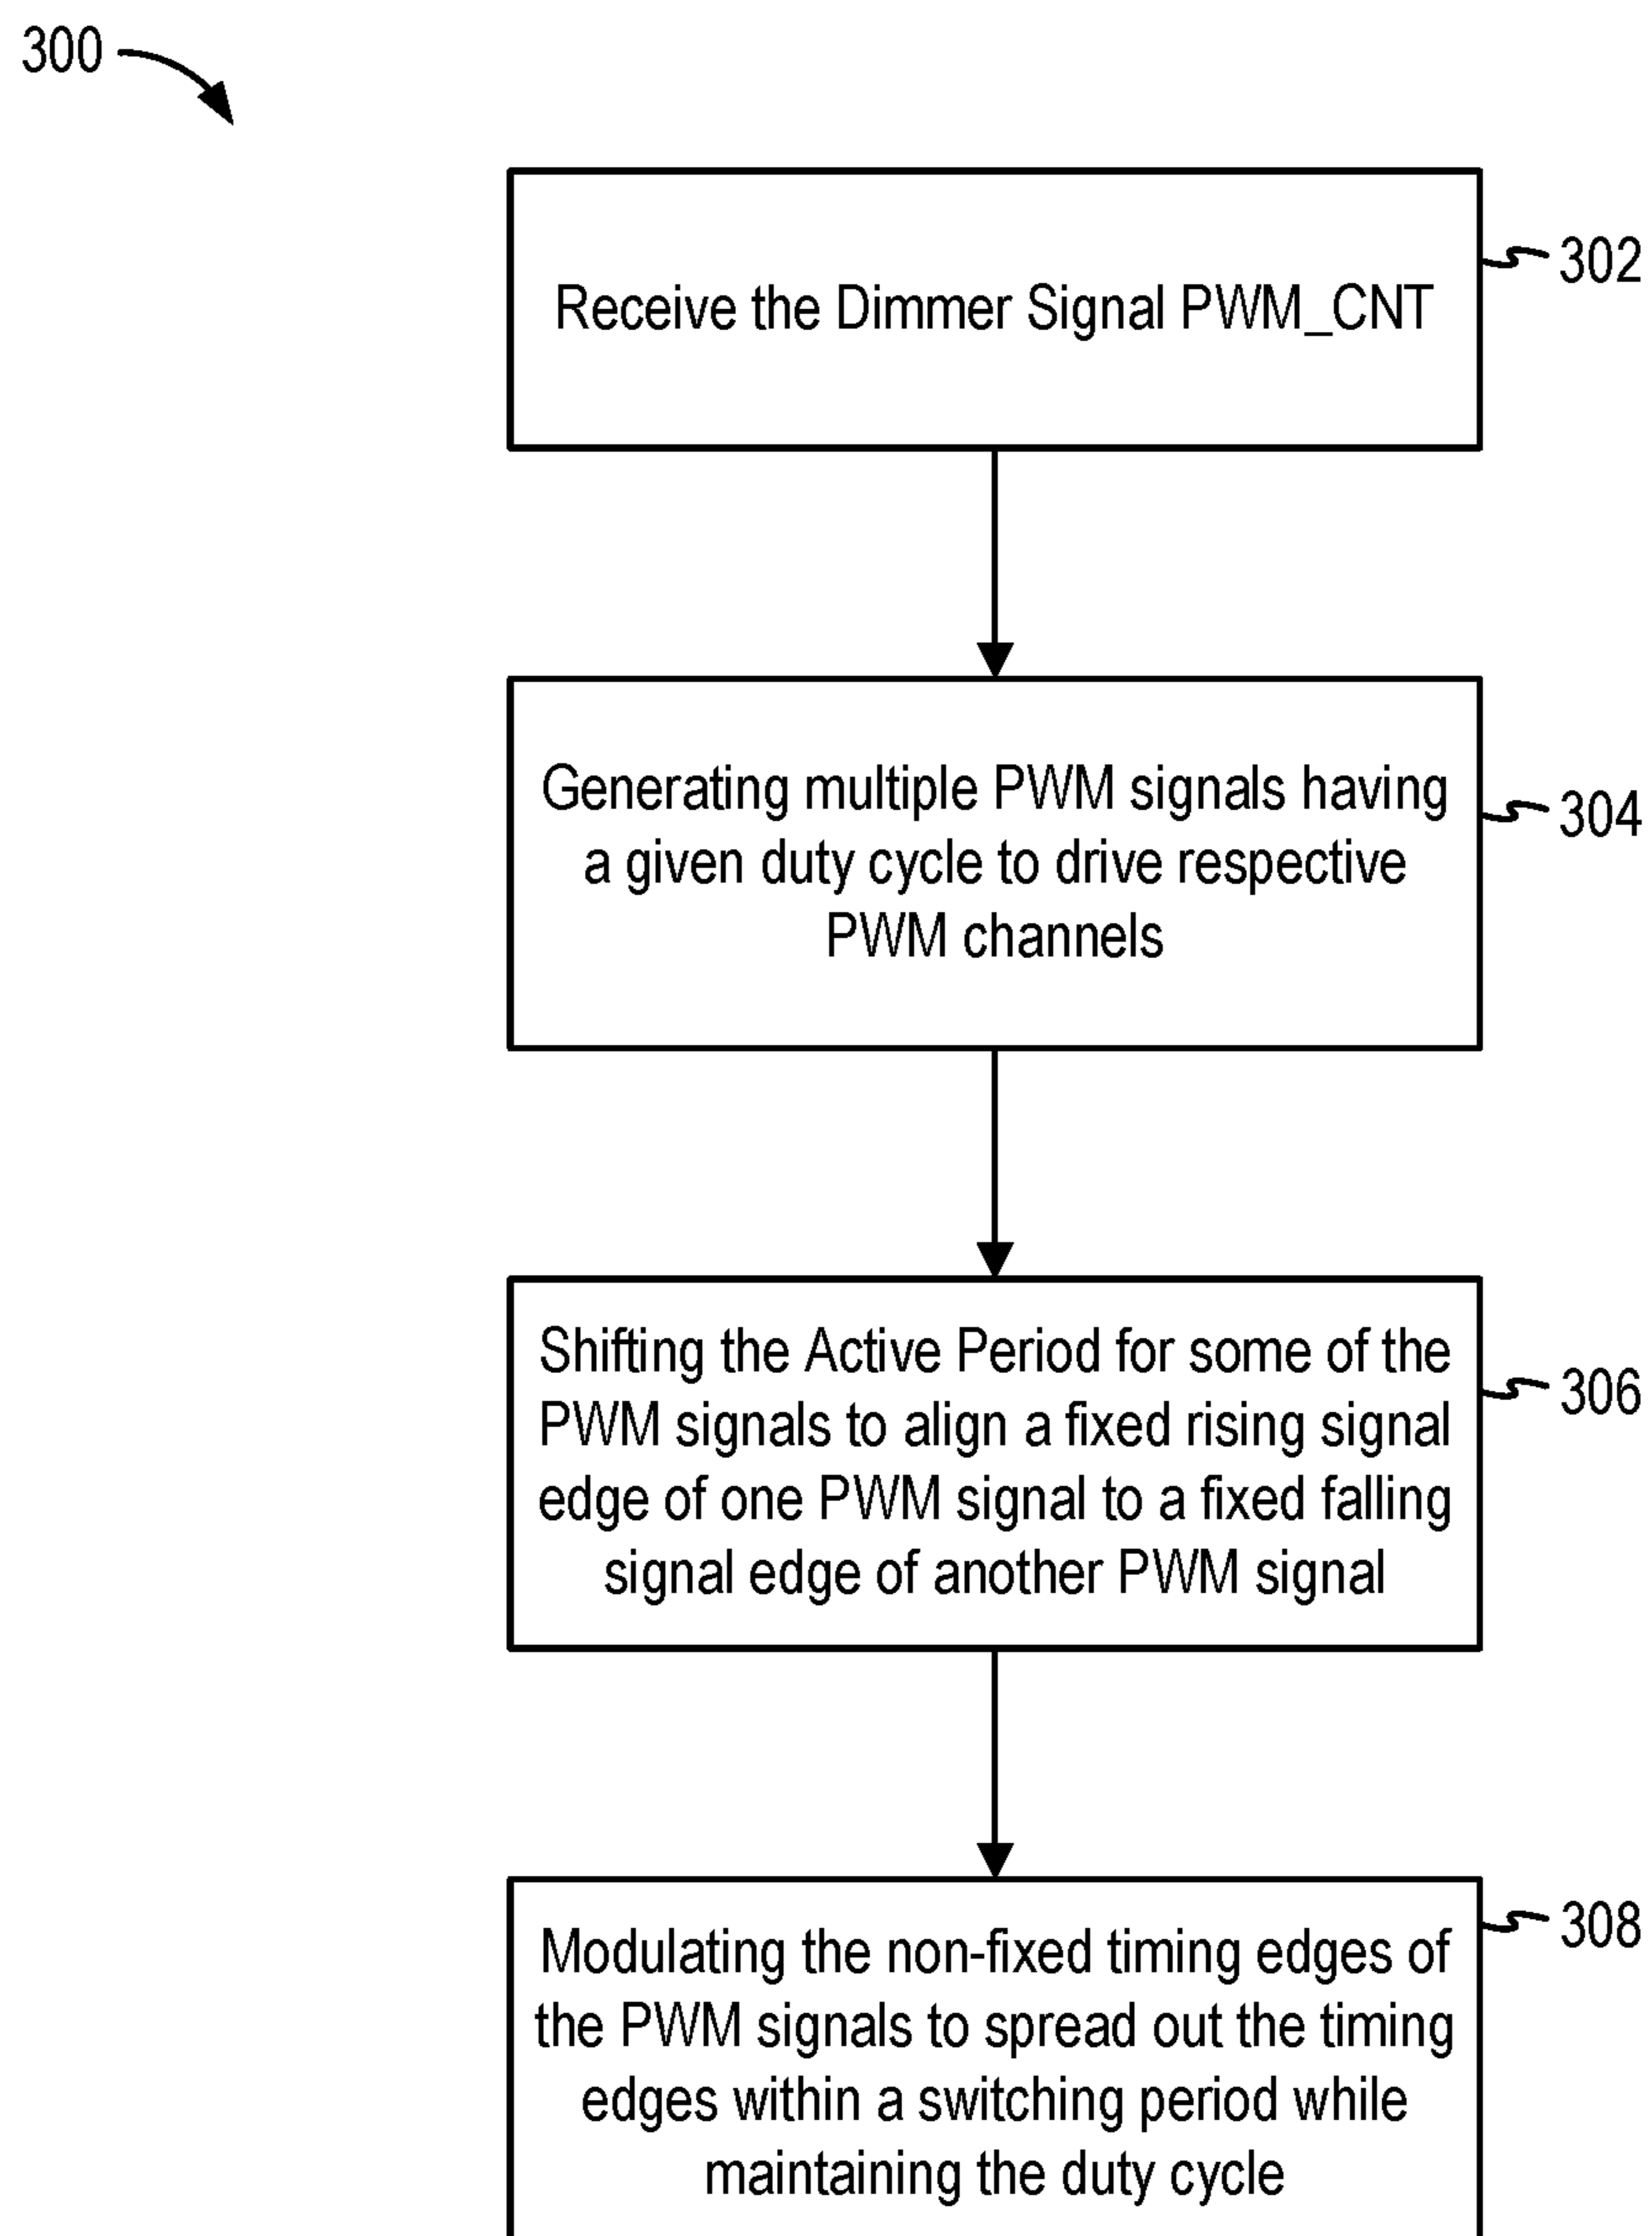 300
302
Receive the Dimmer Signal PWM_CNT
Generating multiple PWM signals having
304
a given duty cycle to drive respective
PWM channels
Shifting the Active Period for some of the
306
PWM signals to align a fixed rising signal
edge of one PWM signal to a fixed falling
signal edge of another PWM signal
308
Modulating the non-fixed timing edges of
the PWM signals to spread out the timing
edges within a switching period while
maintaining the duty cycle